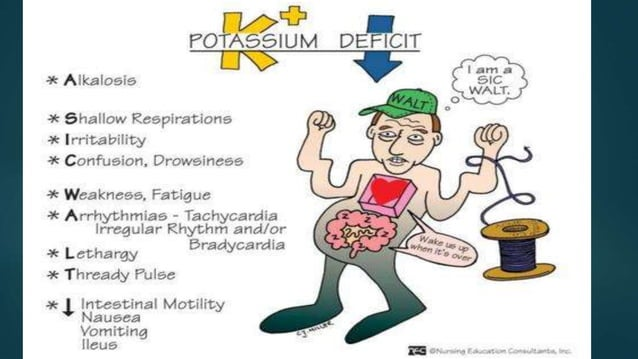 K+
POTASSIUM DEFICIT
* Alkalosis
* Shallow Respirations
* Irritability
* Confusion, Drowsiness
* Weakness, Fatigue
* Arrhythmias - Tachycardia
Irregular Rhythm and/or
Bradycardia
* Lethargy
* Thready Pulse
* ↓ Intestinal Motility
Nausea
Vomiting
Ileus
I am a
SIC
WALT.
WALT
Wake us up
when it's over
C.J. MILLER
NEC ©Nursing Education Consultants, Inc.